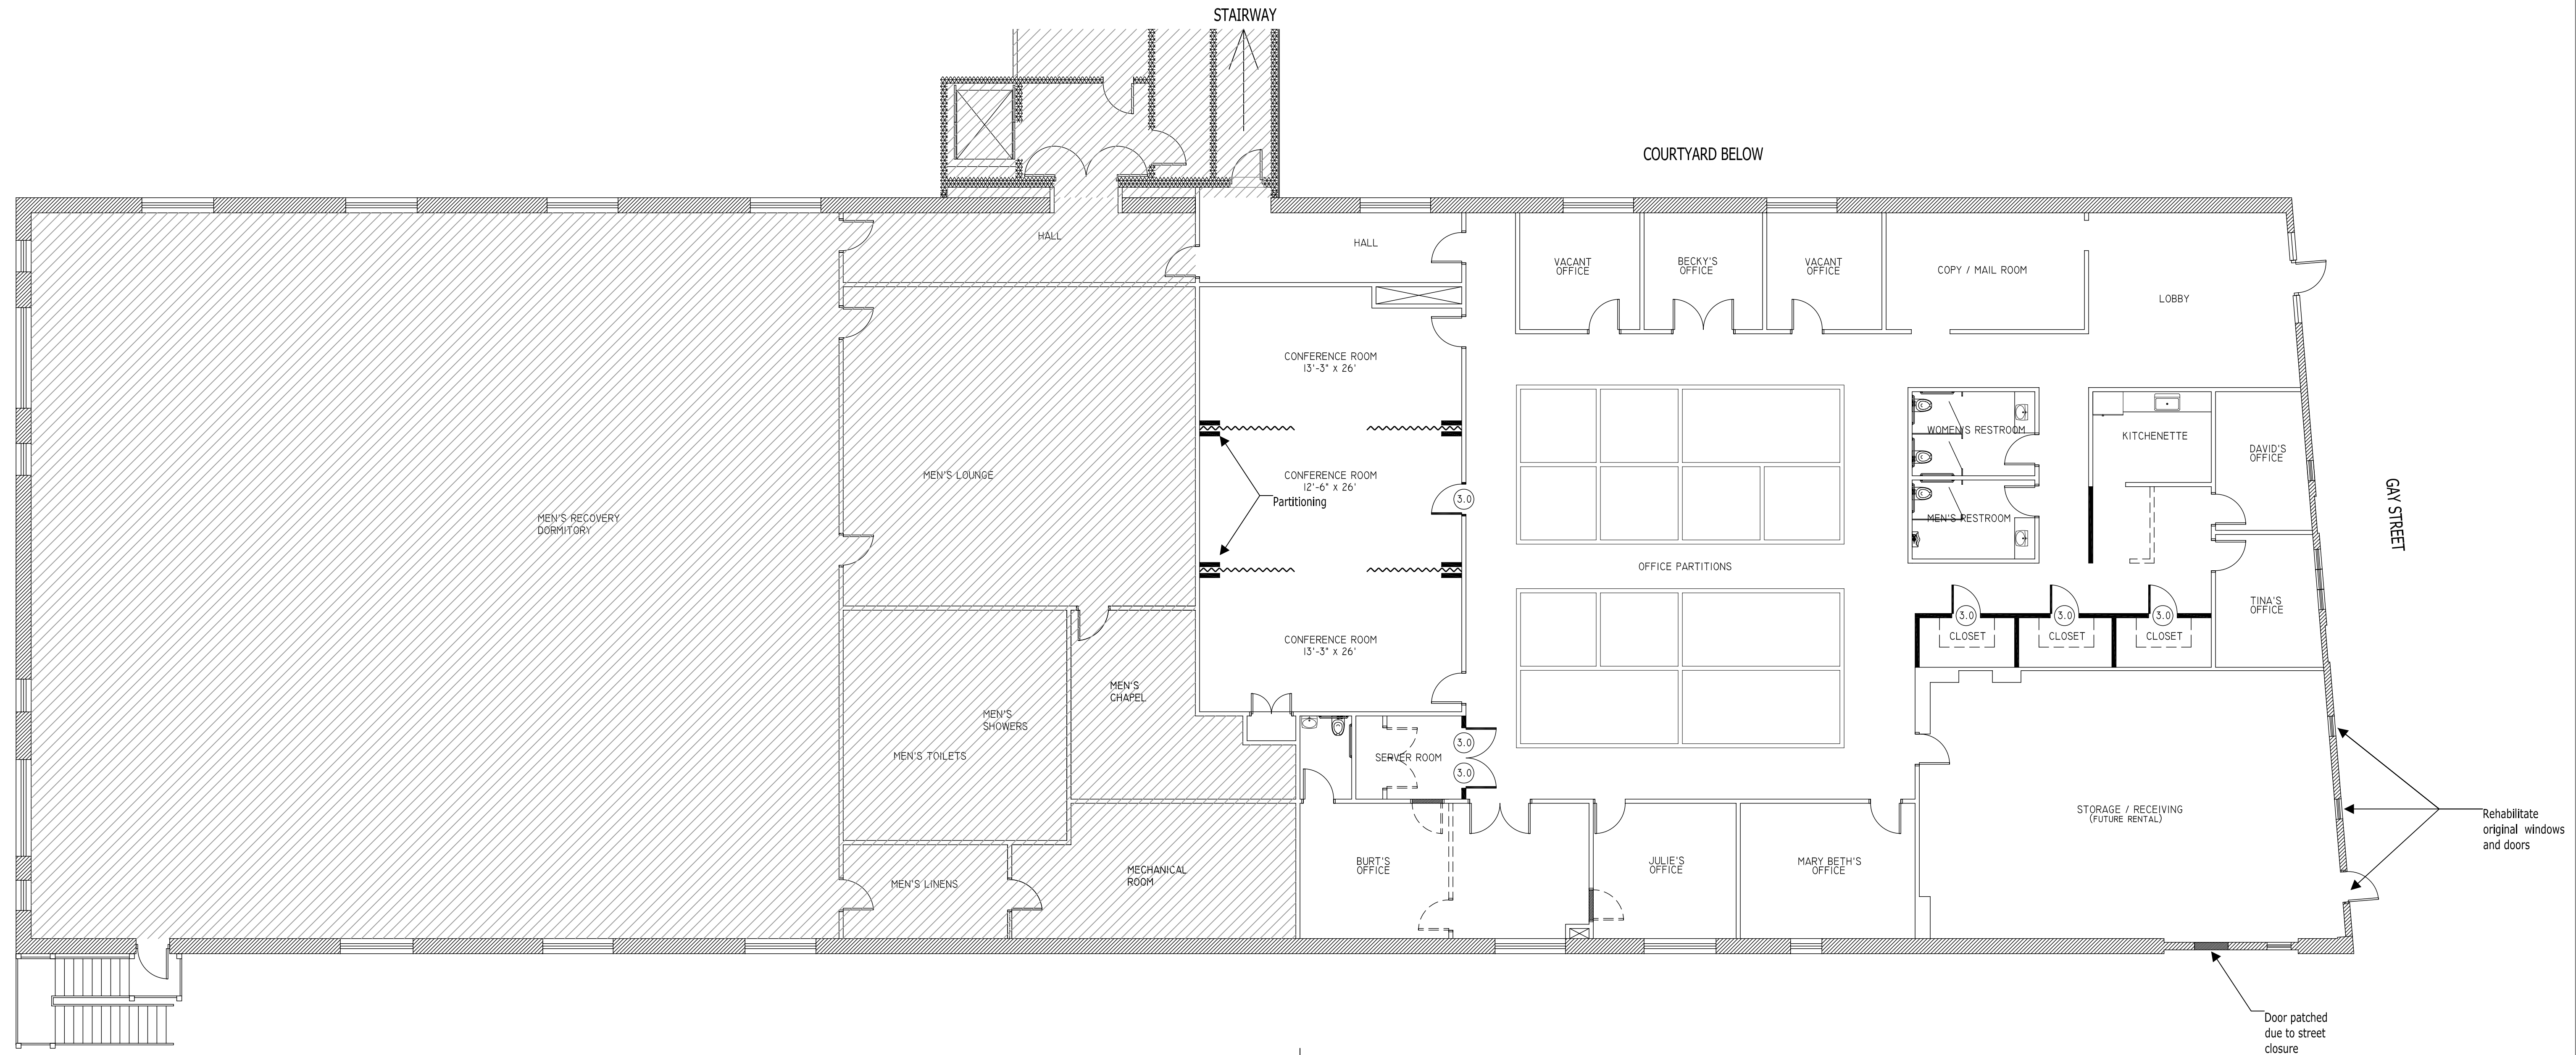 STAIRWAY
COURTYARD BELOW
HALL
HALL
VACANT
OFFICE
BECKY'S
OFFICE
VACANT
OFFICE
COPY / MAIL ROOM
LOBBY
CONFERENCE ROOM
13'-3" x 26'
WOMEN'S RESTROOM
KITCHENETTE
DAVID'S
OFFICE
MEN'S LOUNGE
CONFERENCE ROOM
12'-6" x 26'
Partitioning
3.0
MEN'S RECOVERY
DORMITORY
MEN'S RESTROOM
GAY STREET
OFFICE PARTITIONS
TINA'S
OFFICE
3.0
3.0
3.0
CLOSET
CLOSET
CLOSET
CONFERENCE ROOM
13'-3" x 26'
MEN'S
CHAPEL
MEN'S
SHOWERS
MEN'S TOILETS
SERVER ROOM
3.0
3.0
STORAGE / RECEIVING
(FUTURE RENTAL)
Rehabilitate
original windows
and doors
MECHANICAL
ROOM
MEN'S LINENS
BURT'S
OFFICE
JULIE'S
OFFICE
MARY BETH'S
OFFICE
Door patched
due to street
closure